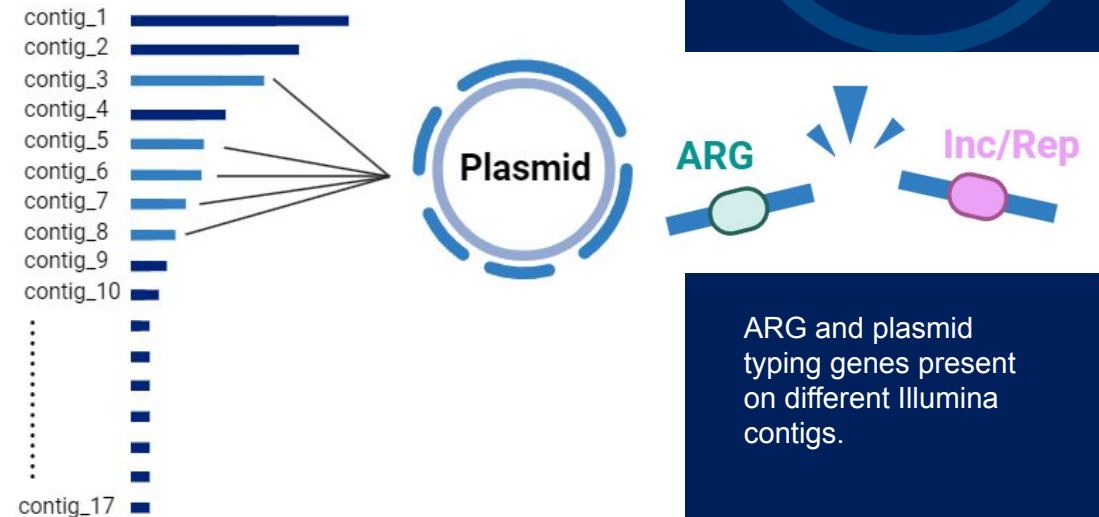 contig_1
contig_2
contig_3
contig_4
contig_5
contig_6
contig_7
contig_8
contig_9
contig_10
contig_17
Plasmid
ARG
Inc/Rep
ARG and plasmid
typing genes present
on different Illumina
contigs.